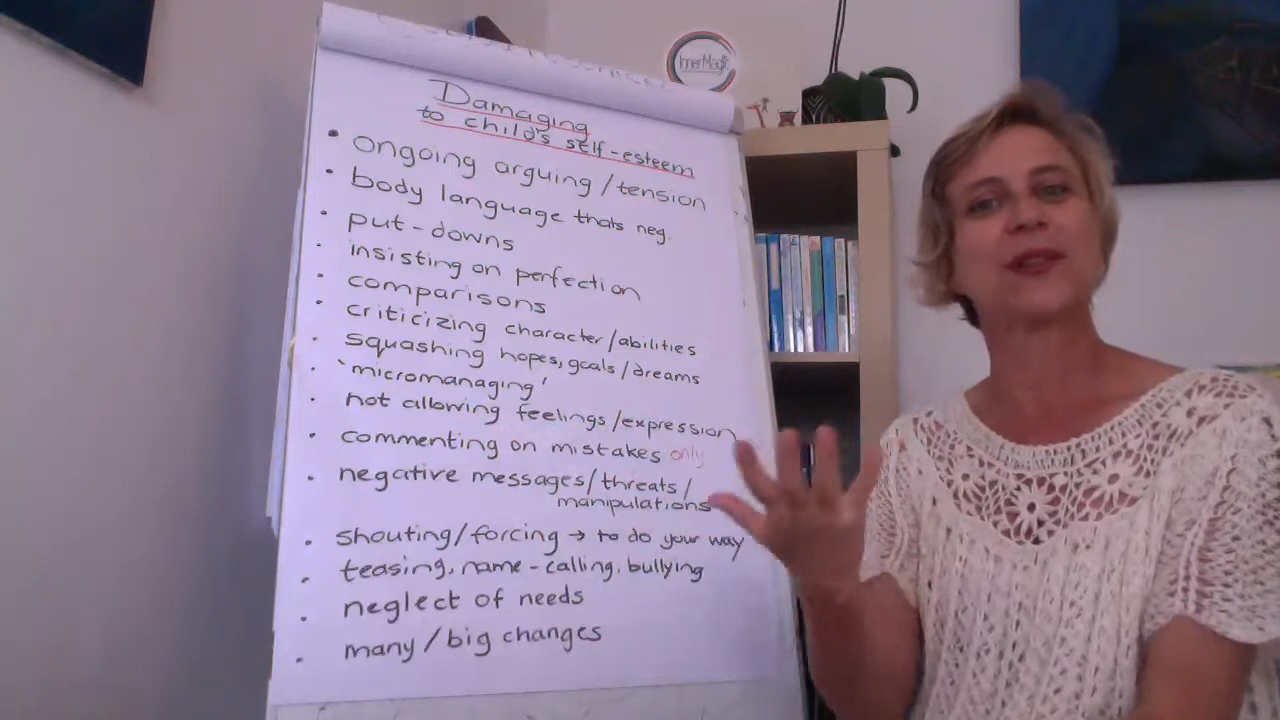 InnerMagic
Damaging
to child's self-esteem
• ongoing arguing/tension
• body language thats neg.
• put-downs
• insisting on perfection
• comparisons
• criticizing character/abilities
• squashing hopes, goals/dreams
• 'micromanaging'
• not allowing feelings/expression
• commenting on mistakes only
• negative messages/threats/
manipulations
• shouting/forcing → to do your way
• teasing, name-calling, bullying
• neglect of needs
• many/big changes